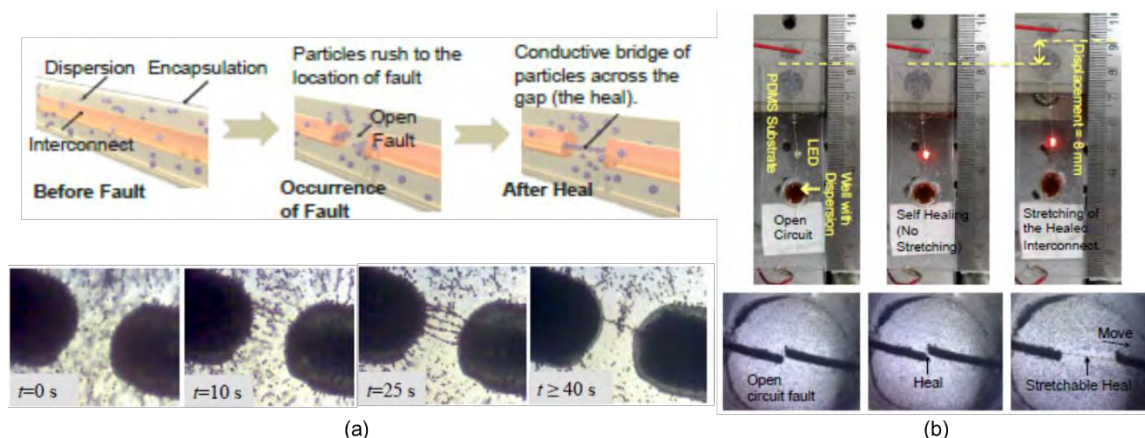 Dispersion
Encapsulation
Interconnect
Before Fault
Particles rush to the
location of fault
Open
Fault
Occurrence
of Fault
Conductive bridge of
particles across the
gap (the heal).
After Heal
t=0 s
t=10 s
t=25 s
t ≥ 40 s
(a)
PDMS Substrate
LED
Well with
Dispersion
Open
Circuit
Self Healing
(No
Stretching)
Displacement = 8 mm
Stretching of
the Healed
Interconnect
Open
circuit fault
Heal
Move
Stretchable Heal
(b)